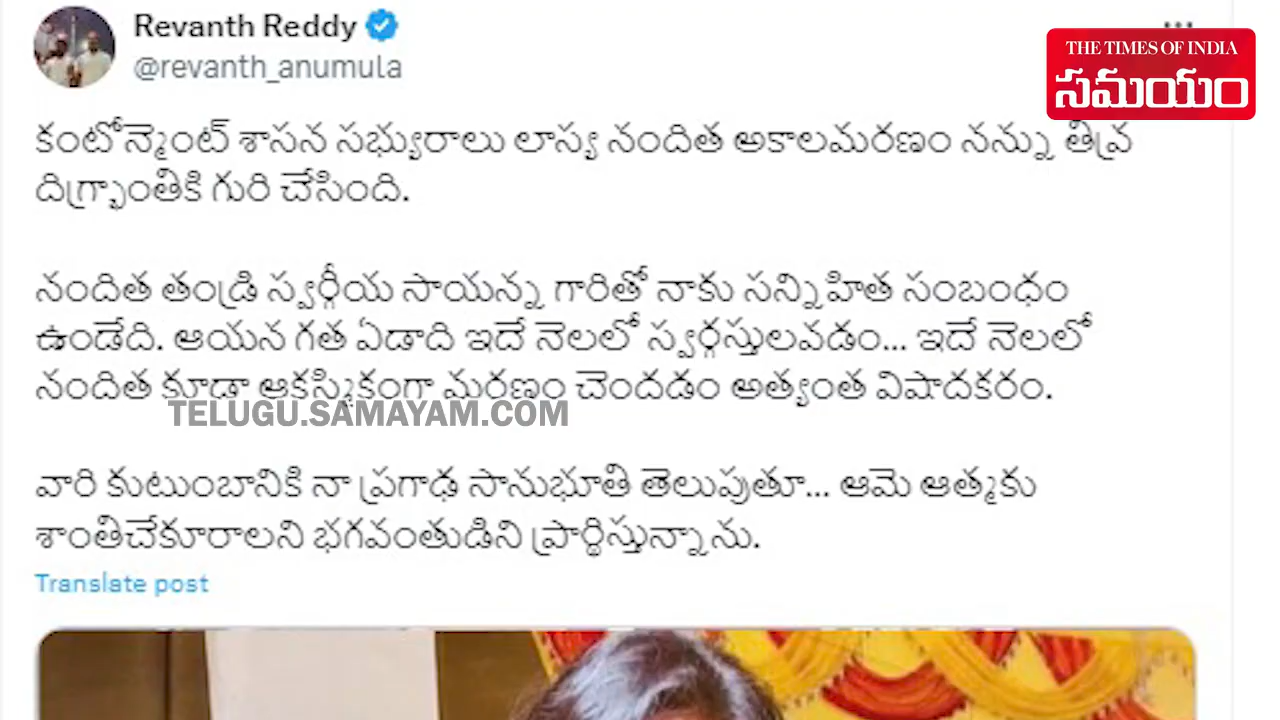 Revanth Reddy
@revanth_anumula
THE TIMES OF INDIA
సమయం
కంటోన్మెంట్ శాసన సభ్యురాలు లాస్య నందిత అకాలమరణం నన్ను తీవ్ర
దిగ్భ్రాంతికి గురి చేసింది.
నందిత తండ్రి స్వర్గీయ సాయన్న గారితో నాకు సన్నిహిత సంబంధం
ఉండేది. ఆయన గత ఏడాది ఇదే నెలలో స్వర్గస్తులవడం... ఇదే నెలలో
నందిత కూడా ఆకస్మికంగా మరణం చెందడం అత్యంత విషాదకరం.
TELUGU.SAMAYAM.COM
వారి కుటుంబానికి నా ప్రగాఢ సానుభూతి తెలుపుతూ... ఆమె ఆత్మకు
శాంతిచేకూరాలని భగవంతుడిని ప్రార్థిస్తున్నాను.
Translate post